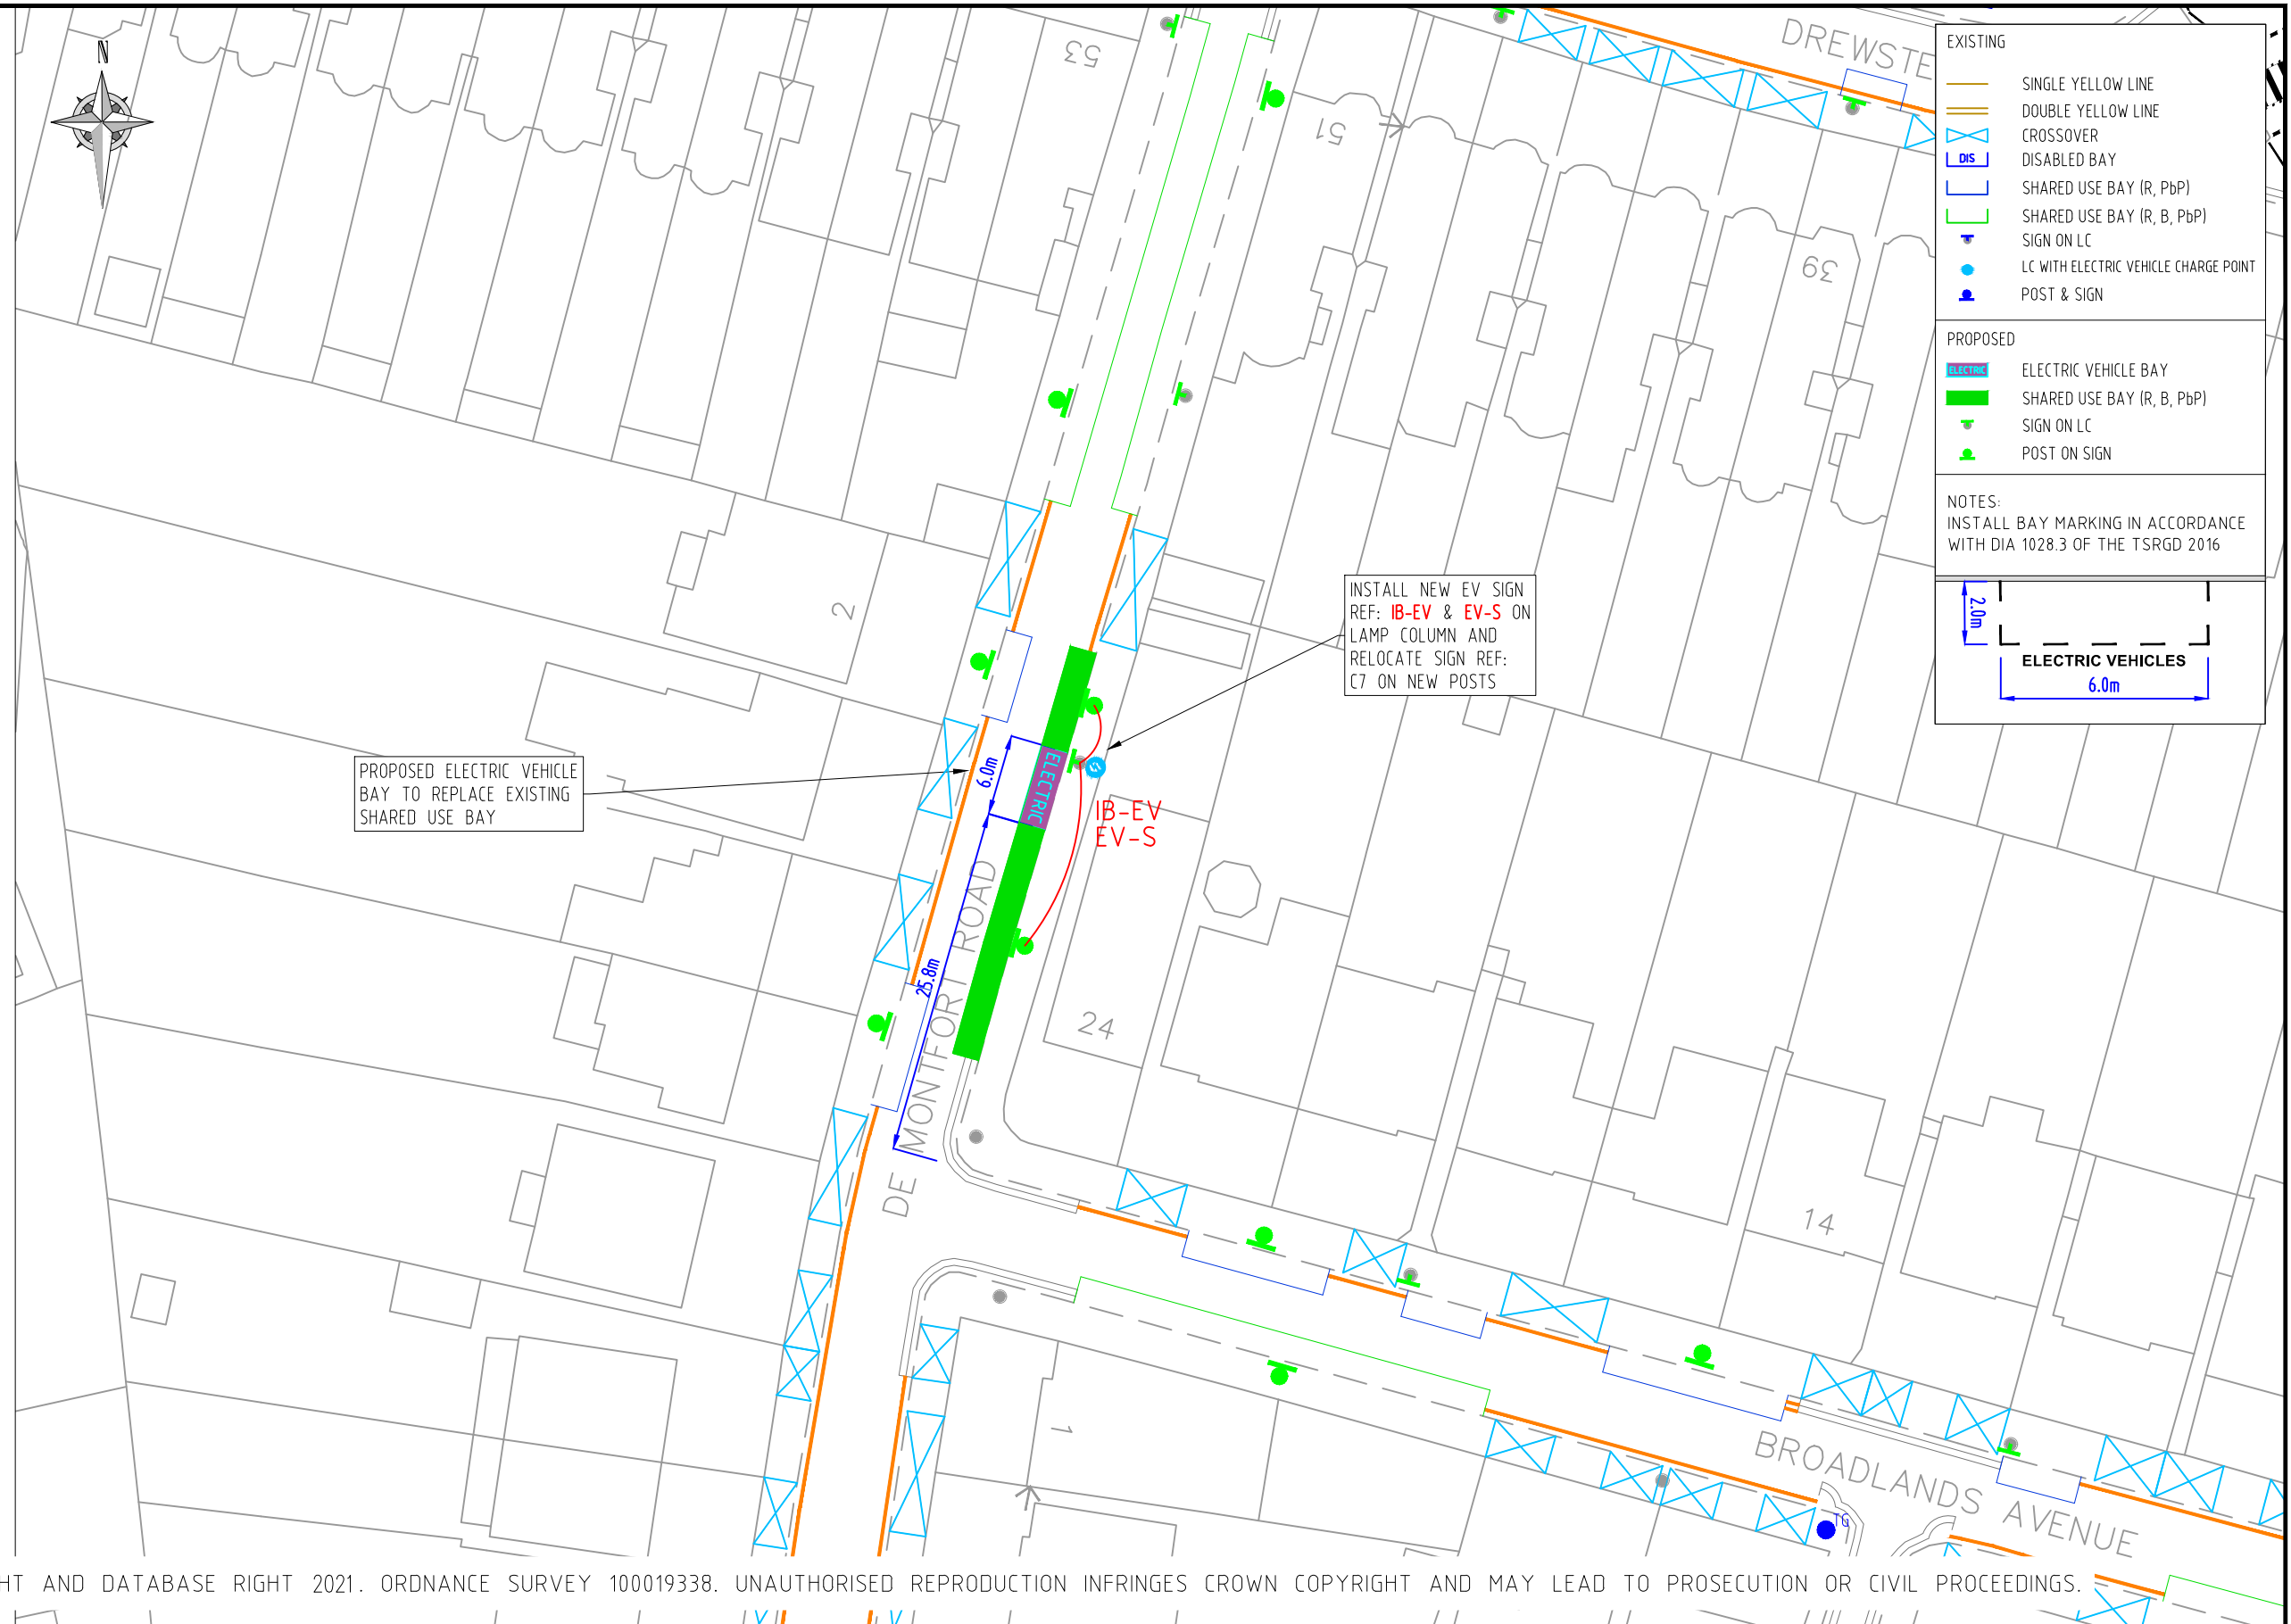 N
53
51
39
DREWSTE
EXISTING
SINGLE YELLOW LINE
DOUBLE YELLOW LINE
CROSSOVER
DIS DISABLED BAY
SHARED USE BAY (R, PbP)
SHARED USE BAY (R, B, PbP)
SIGN ON LC
LC WITH ELECTRIC VEHICLE CHARGE POINT
POST & SIGN
PROPOSED
ELECTRIC ELECTRIC VEHICLE BAY
SHARED USE BAY (R, B, PbP)
SIGN ON LC
POST ON SIGN
NOTES:
INSTALL BAY MARKING IN ACCORDANCE
WITH DIA 1028.3 OF THE TSRGD 2016
2.0m
ELECTRIC VEHICLES
6.0m
2
INSTALL NEW EV SIGN
REF: IB-EV & EV-S ON
LAMP COLUMN AND
RELOCATE SIGN REF:
C7 ON NEW POSTS
PROPOSED ELECTRIC VEHICLE
BAY TO REPLACE EXISTING
SHARED USE BAY
6.0m
ELECTRIC
IB-EV
EV-S
25.8m
DE MONTFORT ROAD
24
14
1
BROADLANDS AVENUE
TG
HT AND DATABASE RIGHT 2021. ORDNANCE SURVEY 100019338. UNAUTHORISED REPRODUCTION INFRINGES CROWN COPYRIGHT AND MAY LEAD TO PROSECUTION OR CIVIL PROCEEDINGS.